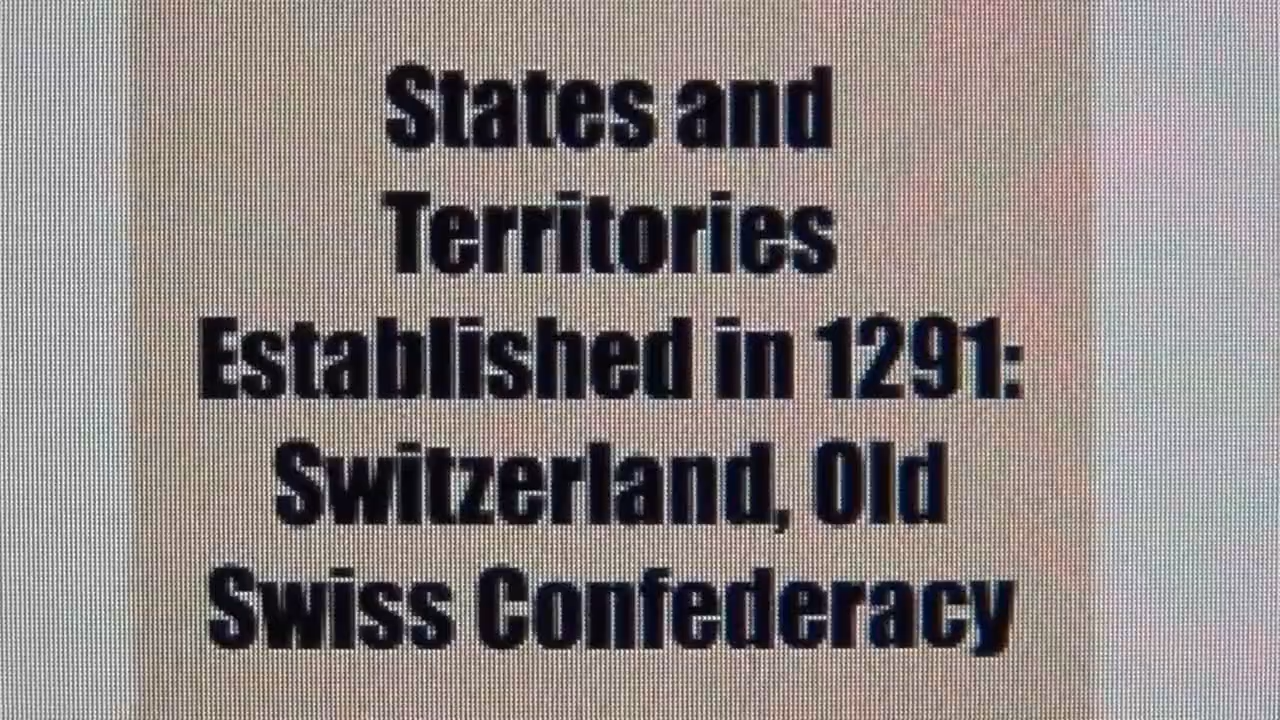 States and
Territories
Established in 1291:
Switzerland, Old
Swiss Confederacy